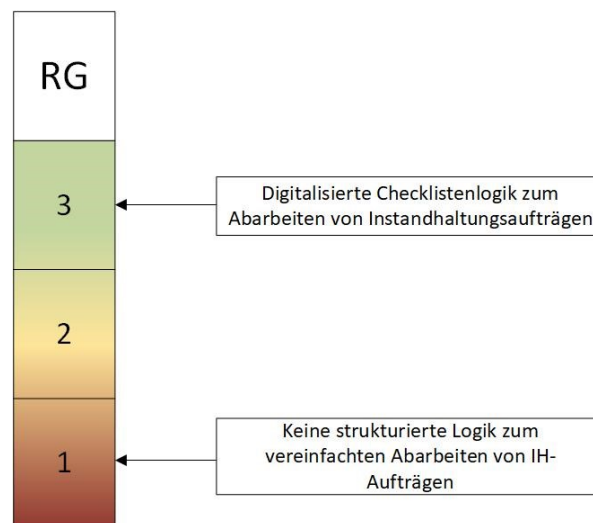 RG
3
Digitalisierte Checklistenlogik zum
Abarbeiten von Instandhaltungsaufträgen
2
1
Keine strukturierte Logik zum
vereinfachten Abarbeiten von IH-
Aufträgen